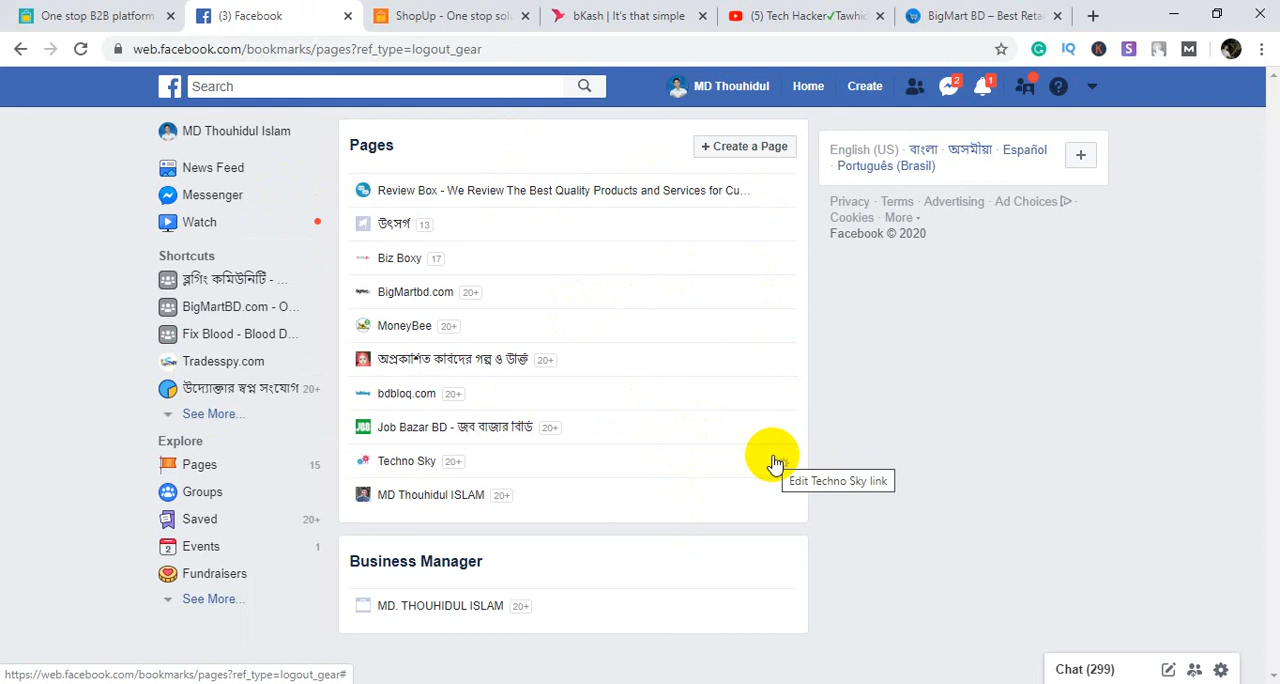 One stop B2B platform
(3) Facebook
ShopUp - One stop solu
bKash | It's that simple
(5) Tech Hacker✓Tawhid
BigMart BD – Best Reta
web.facebook.com/bookmarks/pages?ref_type=logout_gear
Search
MD Thouhidul
Home
Create
2
1
MD Thouhidul Islam
News Feed
Messenger
Watch
Shortcuts
ব্লগিং কমিউনিটি - ...
BigMartBD.com - O...
Fix Blood - Blood D...
Tradesspy.com
উদ্যোক্তার স্বপ্ন সংযোগ 20+
See More...
Explore
Pages 15
Groups
Saved 20+
Events 1
Fundraisers
See More...
Pages
+ Create a Page
Review Box - We Review The Best Quality Products and Services for Cu...
উৎসর্গ 13
Biz Boxy 17
BigMartbd.com 20+
MoneyBee 20+
অপ্রকাশিত কবিদের গল্প ও উক্তি 20+
bdbloq.com 20+
Job Bazar BD - জব বাজার বিডি 20+
Techno Sky 20+
Edit Techno Sky link
MD Thouhidul ISLAM 20+
Business Manager
MD. THOUHIDUL ISLAM 20+
English (US) · বাংলা · অসমীয়া · Español
· Português (Brasil)
Privacy · Terms · Advertising · Ad Choices
Cookies · More
Facebook © 2020
https://web.facebook.com/bookmarks/pages?ref_type=logout_gear#
Chat (299)